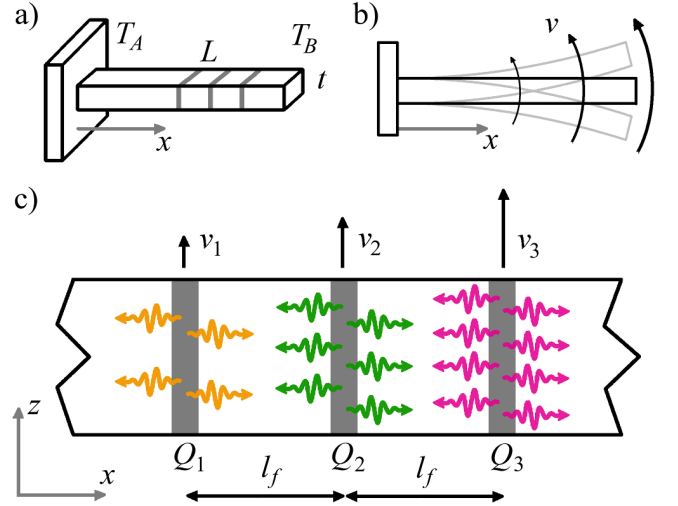 a)
T_A
L
T_B
t
x
b)
v
x
c)
v_1
v_2
v_3
z
x
Q_1
l_f
Q_2
l_f
Q_3